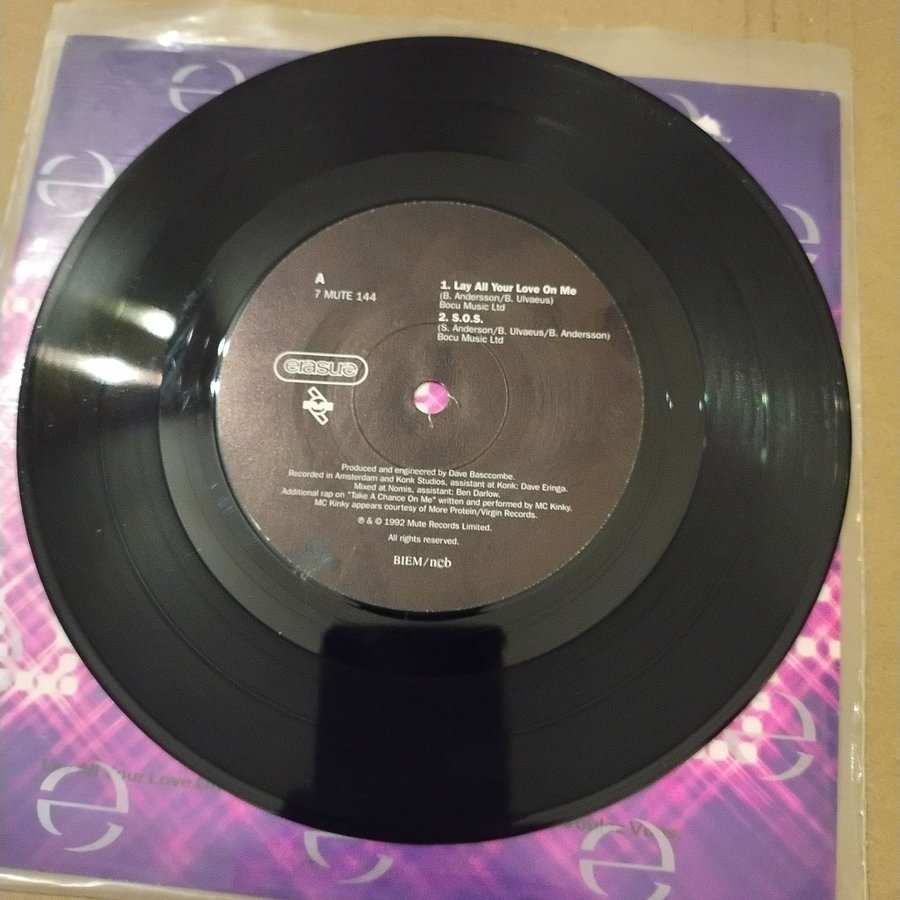 A
7 MUTE 144
1. Lay All Your Love On Me
(B. Andersson/B. Ulvaeus)
Bocu Music Ltd
2. S.O.S.
(S. Anderson/B. Ulvaeus/B. Andersson)
Bocu Music Ltd
erasure
Produced and engineered by Dave Basccombe.
Recorded in Amsterdam and Konk Studios, assistant at Konk: Dave Eringa.
Mixed at Nomis, assistant: Ben Darlow.
Additional rap on "Take A Chance On Me" written and performed by MC Kinky.
MC Kinky appears courtesy of More Protein/Virgin Records.
℗ & © 1992 Mute Records Limited.
All rights reserved.
BIEM/ncb
e
e
e
e
e
All Your Love
e
e
e